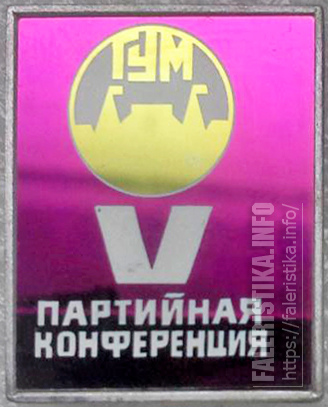 ГУМ
V
ПАРТИЙНАЯ
КОНФЕРЕНЦИЯ
FALERISTIKA.INFO
https://faleristika.info/